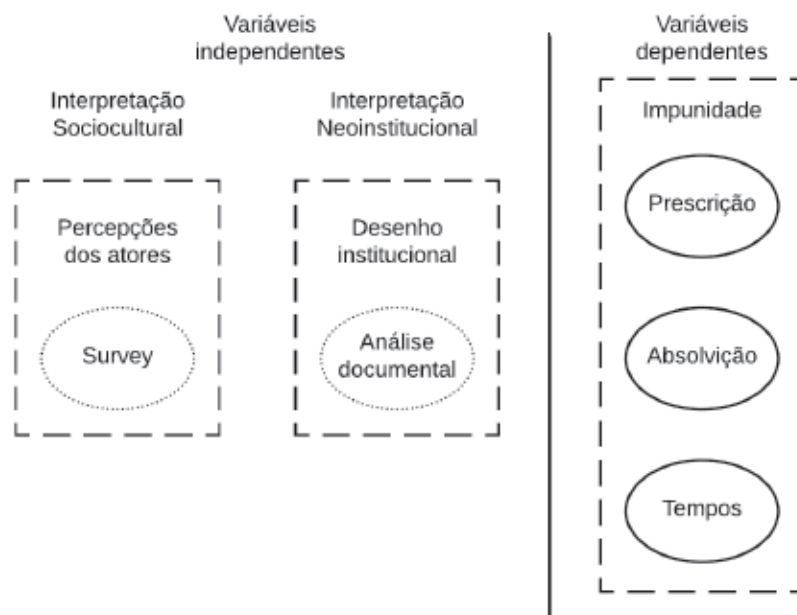 Variáveis
independentes
Interpretação
Sociocultural
Percepções
dos atores
Survey
Interpretação
Neoinstitucional
Desenho
institucional
Análise
documental
Variáveis
dependentes
Impunidade
Prescrição
Absolvição
Tempos